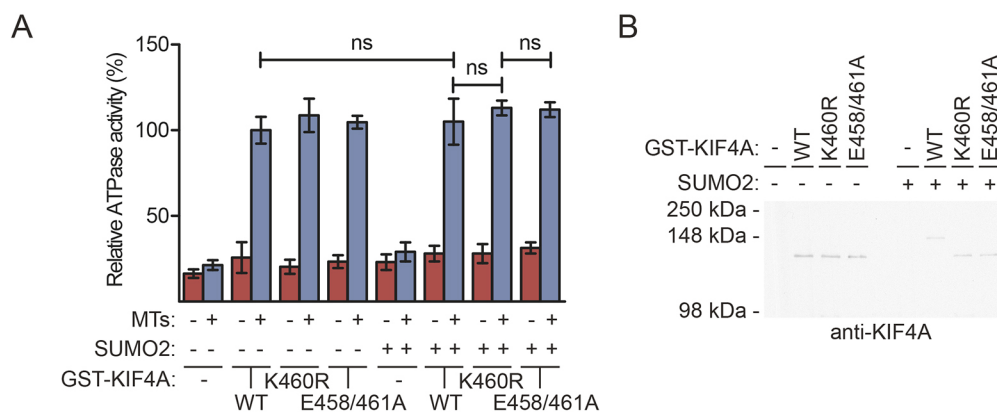 A
Relative ATPase activity (%)
150
100
50
ns
ns
ns
MTs: - + - + - + - + - + - + - + - +
SUMO2: - - - - - - - - + + + + + + + +
GST-KIF4A: - K460R - K460R
WT E458/461A WT E458/461A
B
GST-KIF4A: - WT K460R E458/461A - WT K460R E458/461A
SUMO2: - - - - + + + +
250 kDa -
148 kDa -
98 kDa -
anti-KIF4A